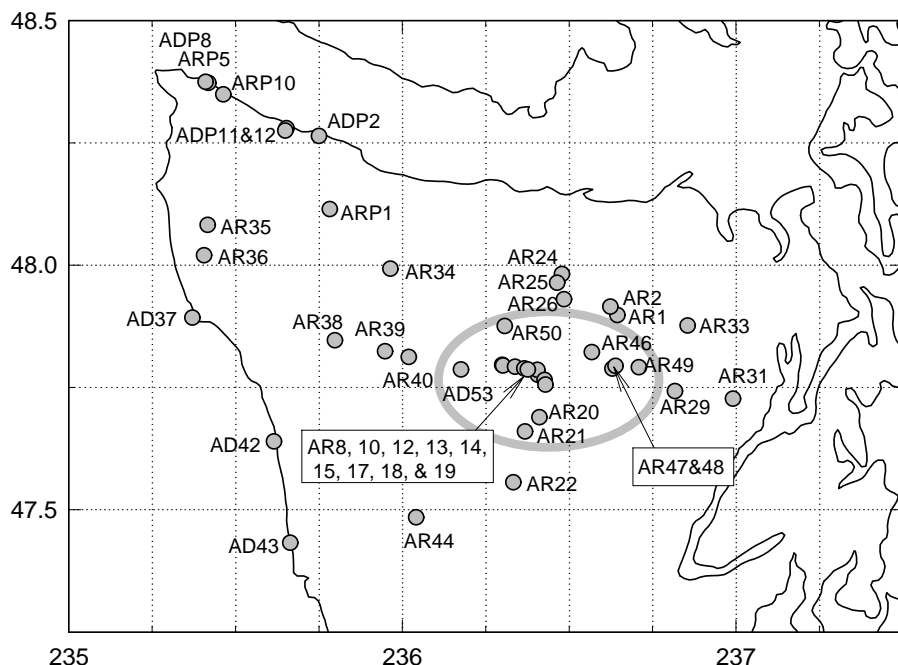 48.5
ADP8
ARP5
ARP10
ADP2
ADP11&12
ARP1
AR35
AR36
48.0
AR34
AR24
AR25
AR26
AR2
AR1
AR33
AD37
AR38
AR39
AR50
AR46
AR40
AD53
AR49
AR31
AR29
AR20
AR21
AD42
AR8, 10, 12, 13, 14,
15, 17, 18, & 19
AR47&48
AR22
47.5
AR44
AD43
235
236
237